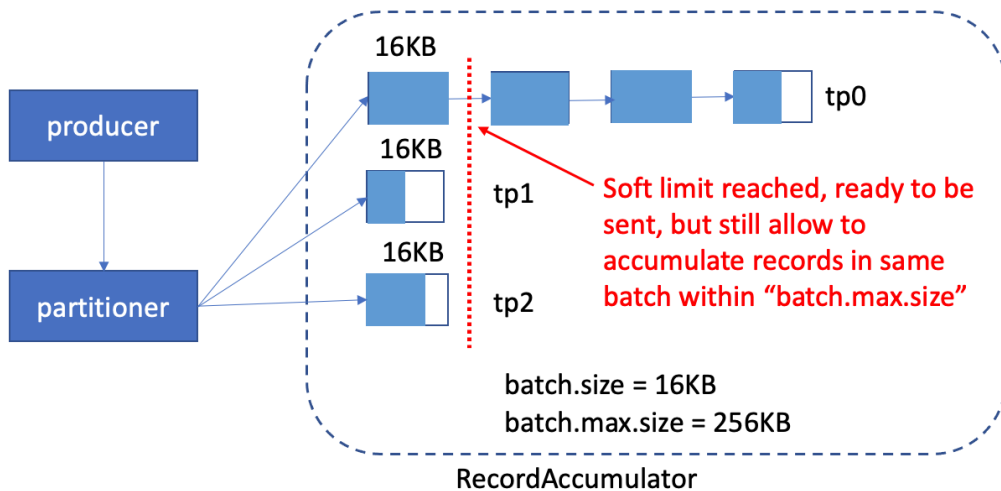 16KB
producer
tp0
16KB
tp1
Soft limit reached, ready to be
sent, but still allow to
accumulate records in same
batch within “batch.max.size”
16KB
partitioner
tp2
batch.size = 16KB
batch.max.size = 256KB
RecordAccumulator